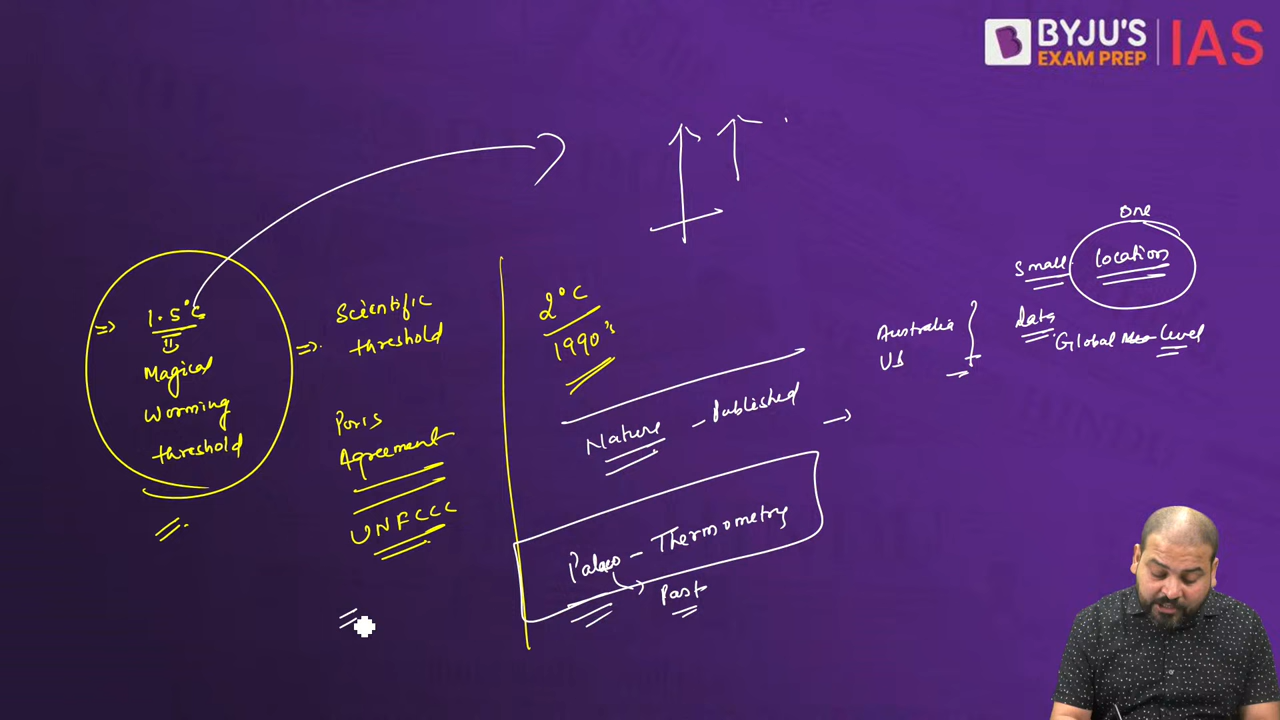 BYJU'S
EXAM PREP
IAS
⇒ 1.5°C
Magical
Warming
threshold
⇒ Scientific
threshold
Paris
Agreement
UNFCCC
2°C
1990's
Nature - Published →
Palaeo - Thermometry
→ Past
Australia
US
One
Small location
data
Global level